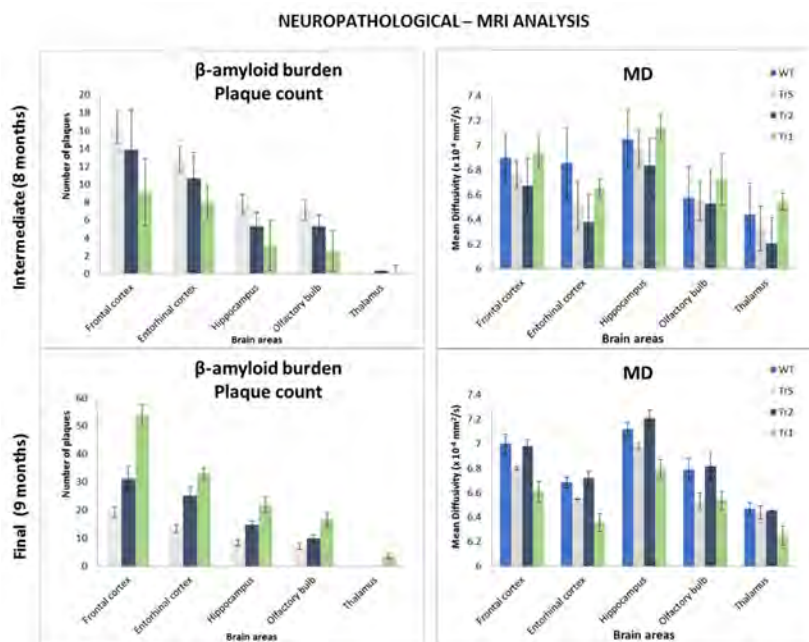 NEUROPATHOLOGICAL – MRI ANALYSIS
Intermediate (8 months)
β-amyloid burden
Plaque count
Number of plaques
20
18
16
14
12
10
8
6
4
2
0
Frontal cortex
Entorhinal cortex
Hippocampus
Olfactory bulb
Thalamus
Brain areas
MD
Mean Diffusivity (x 10⁻⁴ mm²/s)
7.4
7.2
7
6.8
6.6
6.4
6.2
6
Frontal cortex
Entorhinal cortex
Hippocampus
Olfactory bulb
Thalamus
Brain areas
WT
Tr5
Tr2
Tr1
Final (9 months)
β-amyloid burden
Plaque count
Number of plaques
60
50
40
30
20
10
0
Frontal cortex
Entorhinal cortex
Hippocampus
Olfactory bulb
Thalamus
Brain areas
MD
Mean Diffusivity (x 10⁻⁴ mm²/s)
7.4
7.2
7
6.8
6.6
6.4
6.2
6
Frontal cortex
Entorhinal cortex
Hippocampus
Olfactory bulb
Thalamus
Brain areas
WT
Tr5
Tr2
Tr1